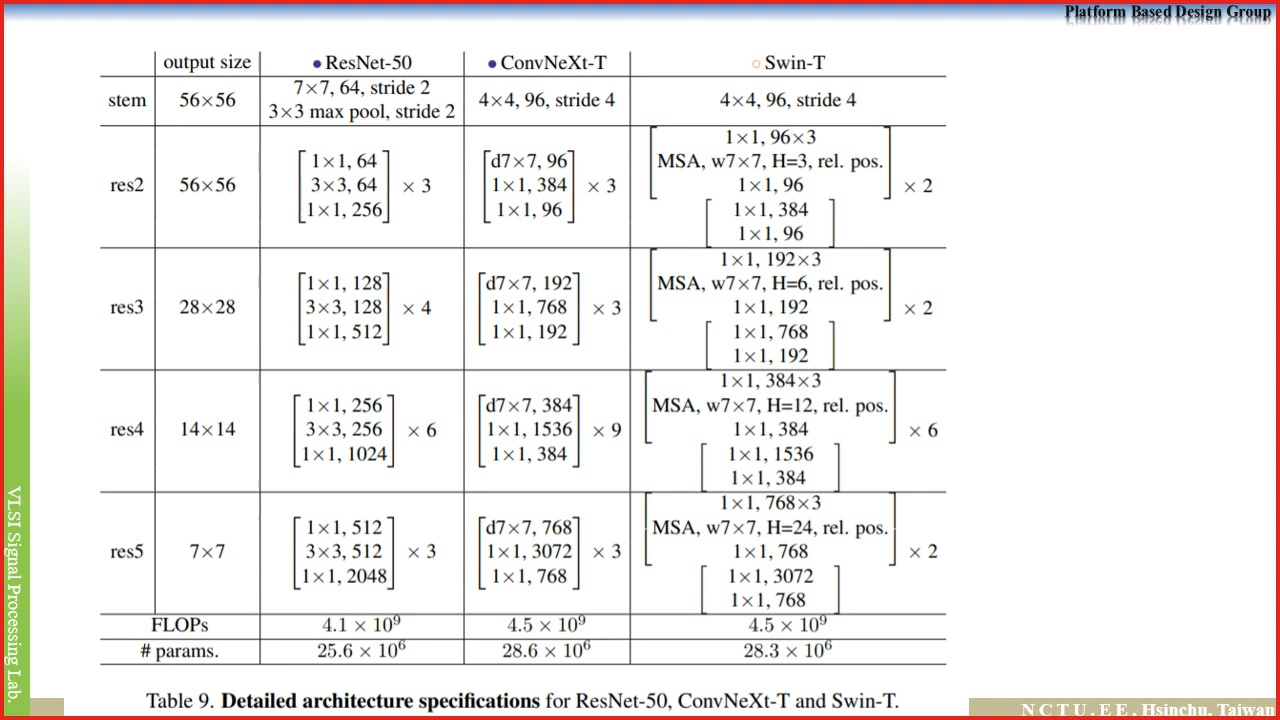 Platform Based Design Group
output size ● ResNet-50 ● ConvNeXt-T ○ Swin-T
stem 56×56 7×7, 64, stride 2 3×3 max pool, stride 2 4×4, 96, stride 4 4×4, 96, stride 4
res2 56×56 [1×1, 64 3×3, 64 1×1, 256] × 3 [d7×7, 96 1×1, 384 1×1, 96] × 3 [1×1, 96×3 MSA, w7×7, H=3, rel. pos. 1×1, 96] [1×1, 384 1×1, 96] × 2
res3 28×28 [1×1, 128 3×3, 128 1×1, 512] × 4 [d7×7, 192 1×1, 768 1×1, 192] × 3 [1×1, 192×3 MSA, w7×7, H=6, rel. pos. 1×1, 192] [1×1, 768 1×1, 192] × 2
res4 14×14 [1×1, 256 3×3, 256 1×1, 1024] × 6 [d7×7, 384 1×1, 1536 1×1, 384] × 9 [1×1, 384×3 MSA, w7×7, H=12, rel. pos. 1×1, 384] [1×1, 1536 1×1, 384] × 6
res5 7×7 [1×1, 512 3×3, 512 1×1, 2048] × 3 [d7×7, 768 1×1, 3072 1×1, 768] × 3 [1×1, 768×3 MSA, w7×7, H=24, rel. pos. 1×1, 768] [1×1, 3072 1×1, 768] × 2
FLOPs 4.1 × 10⁹ 4.5 × 10⁹ 4.5 × 10⁹
# params. 25.6 × 10⁶ 28.6 × 10⁶ 28.3 × 10⁶
Table 9. Detailed architecture specifications for ResNet-50, ConvNeXt-T and Swin-T.
VLSI Signal Processing Lab.
N C T U . E E , Hsinchu, Taiwan